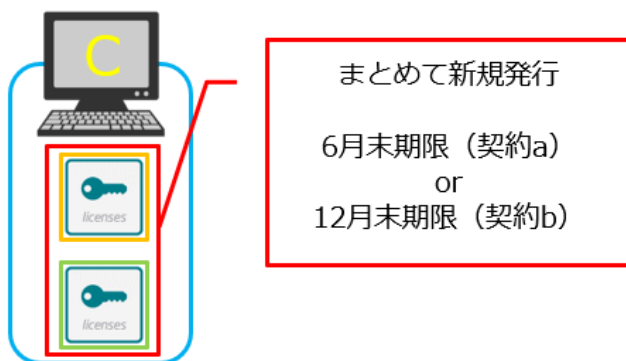 C
licenses
licenses
まとめて新規発行
6月末期限（契約a）
or
12月末期限（契約b）